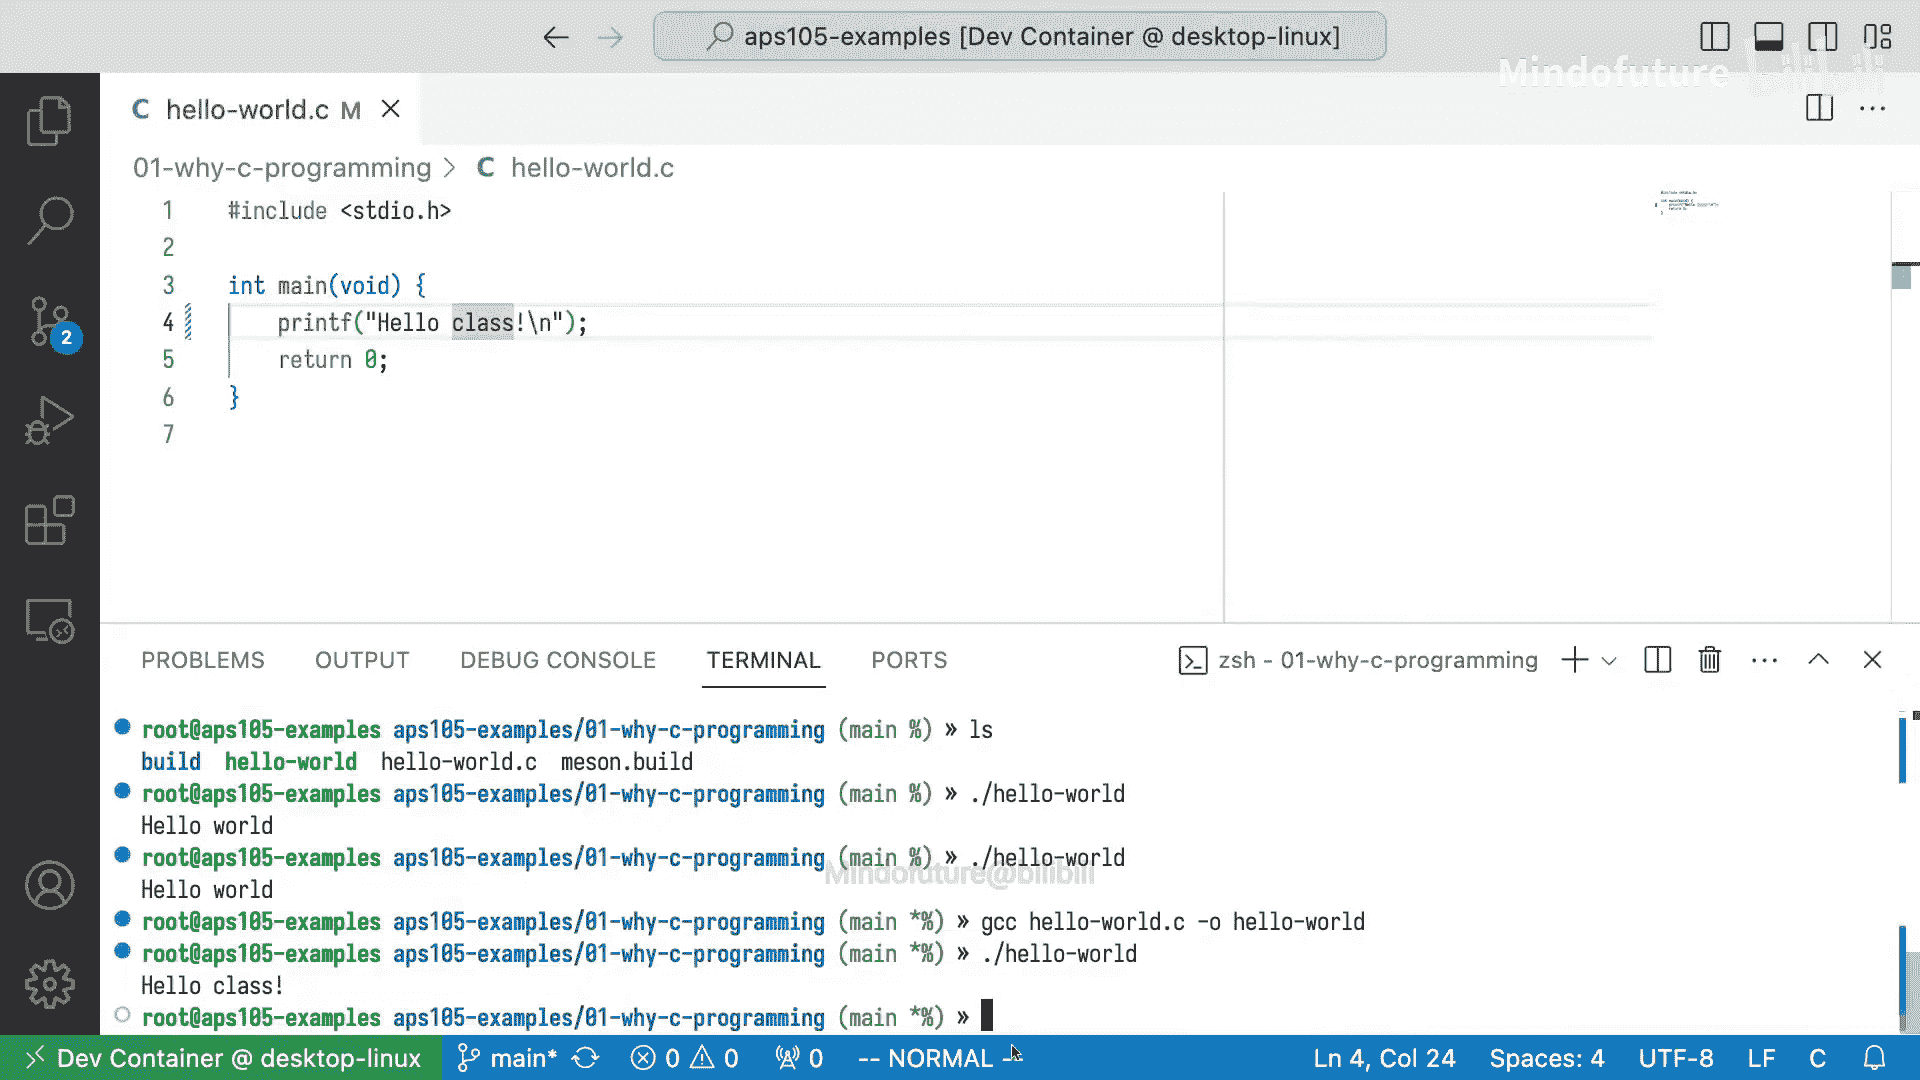 aps105-examples [Dev Container @ desktop-linux]
Mindofuture bilibili
C hello-world.c M
01-why-c-programming > C hello-world.c
1 #include <stdio.h>
2
3 int main(void) {
4 printf("Hello class!\n");
5 return 0;
6 }
7
2
PROBLEMS OUTPUT DEBUG CONSOLE TERMINAL PORTS zsh - 01-why-c-programming
root@aps105-examples aps105-examples/01-why-c-programming (main %) » ls
build hello-world hello-world.c meson.build
root@aps105-examples aps105-examples/01-why-c-programming (main %) » ./hello-world
Hello world
root@aps105-examples aps105-examples/01-why-c-programming (main %) » ./hello-world
Mindofuture@bilibili
Hello world
root@aps105-examples aps105-examples/01-why-c-programming (main *%) » gcc hello-world.c -o hello-world
root@aps105-examples aps105-examples/01-why-c-programming (main *%) » ./hello-world
Hello class!
root@aps105-examples aps105-examples/01-why-c-programming (main *%) »
Dev Container @ desktop-linux main* 0 0 0 -- NORMAL -- Ln 4, Col 24 Spaces: 4 UTF-8 LF C